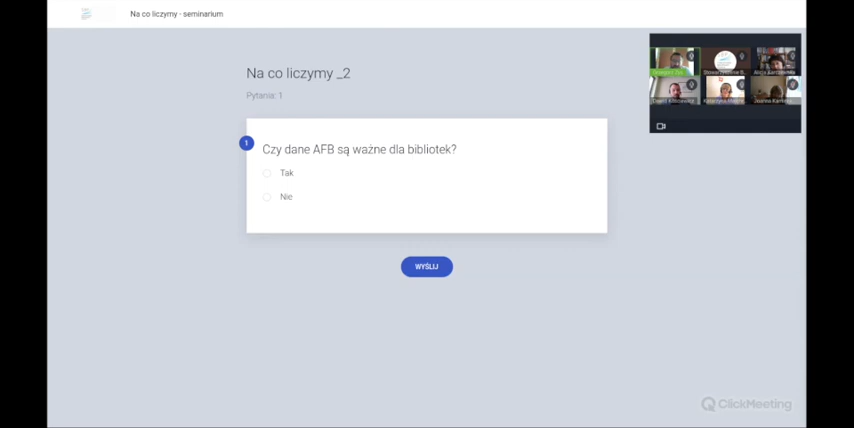 Na co liczymy - seminarium
Na co liczymy _2
Pytania: 1
1
Czy dane AFB są ważne dla bibliotek?
Tak
Nie
WYŚLIJ
ClickMeeting